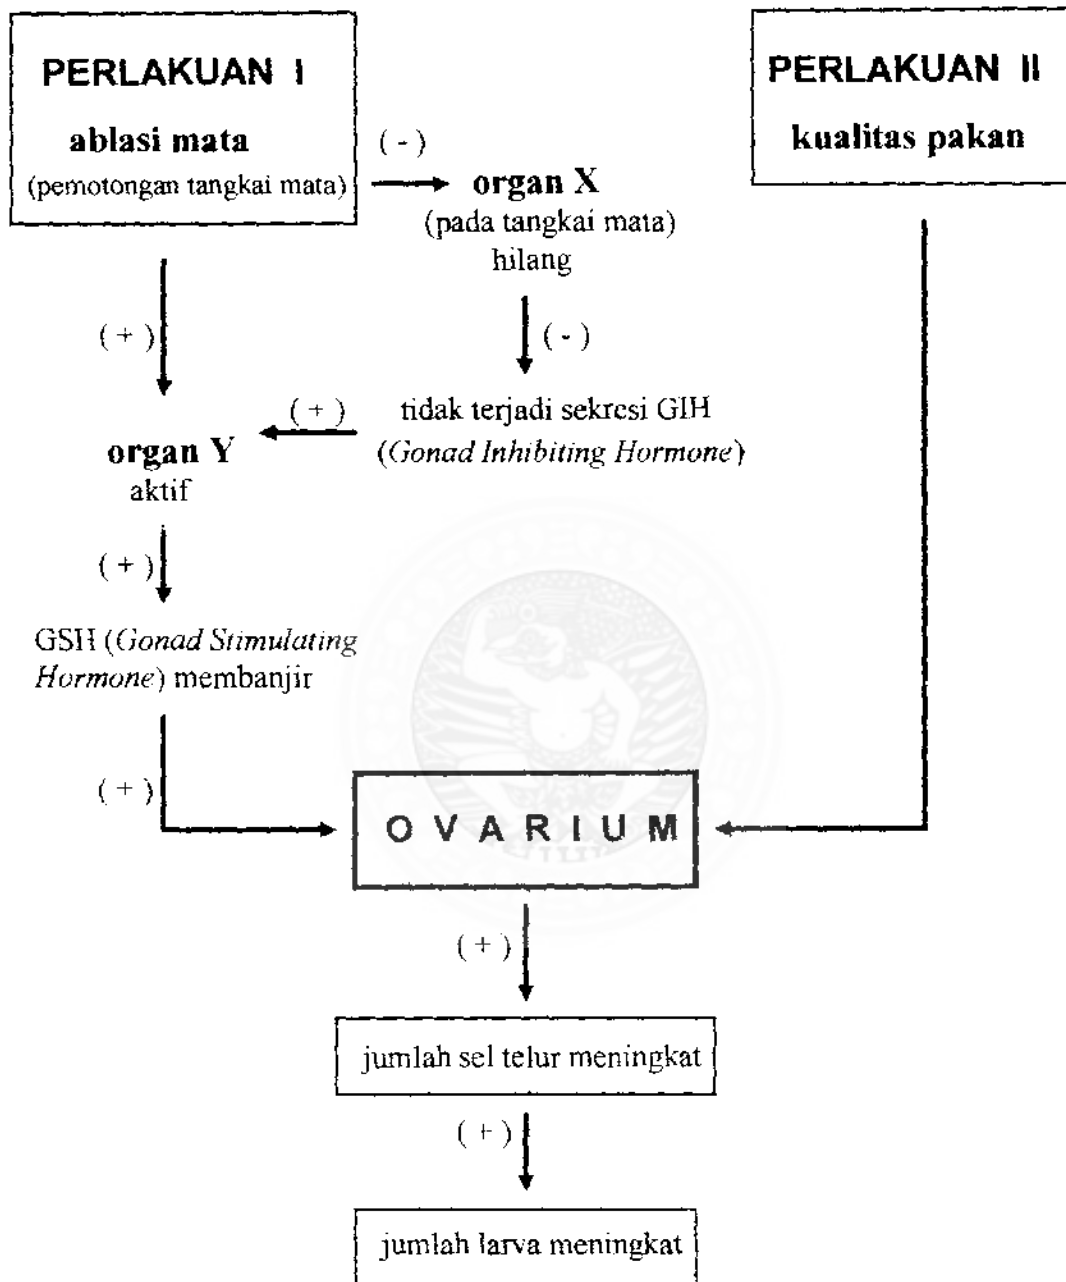 PERLAKUAN I
ablasi mata
(pemotongan tangkai mata)
(-)
organ X
(pada tangkai mata)
hilang
PERLAKUAN II
kualitas pakan
(+)
(-)
tidak terjadi sekresi GIH
(Gonad Inhibiting Hormone)
(+)
organ Y
aktif
(+)
GSH (Gonad Stimulating
Hormone) membanjir
(+)
OVARIUM
(+)
jumlah sel telur meningkat
(+)
jumlah larva meningkat